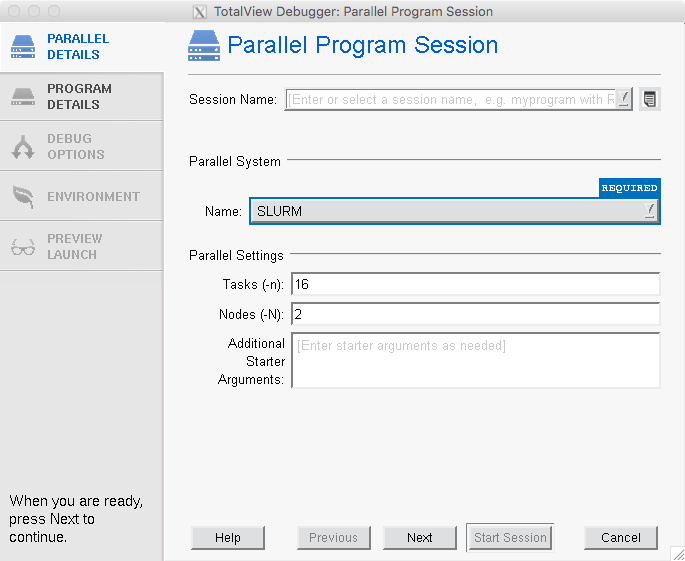 TotalView Debugger: Parallel Program Session
PARALLEL
DETAILS
PROGRAM
DETAILS
DEBUG
OPTIONS
ENVIRONMENT
PREVIEW
LAUNCH
When you are ready,
press Next to
continue.
Parallel Program Session
Session Name: [Enter or select a session name, e.g. myprogram with R
Parallel System
REQUIRED
Name: SLURM
Parallel Settings
Tasks (-n): 16
Nodes (-N): 2
Additional
Starter
Arguments:
[Enter starter arguments as needed]
Help Previous Next Start Session Cancel